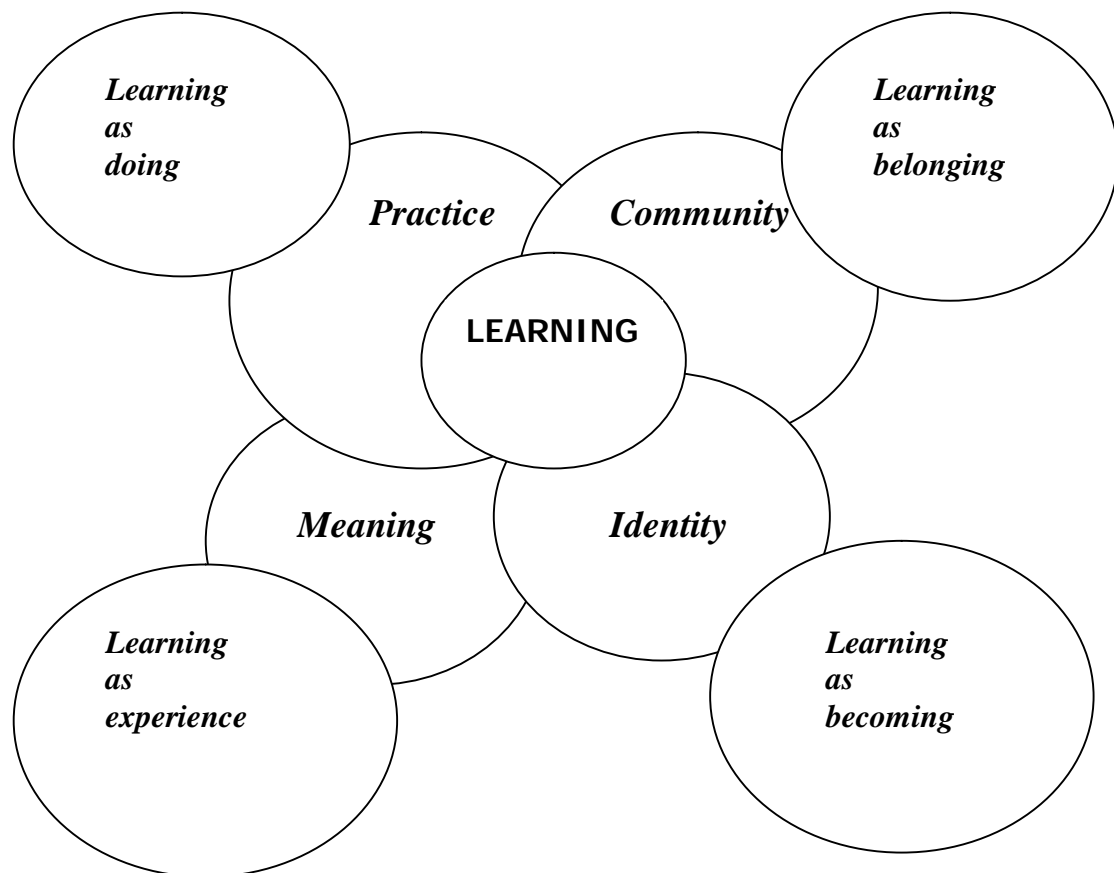 Learning
as
doing
Learning
as
belonging
Practice
Community
LEARNING
Meaning
Identity
Learning
as
experience
Learning
as
becoming